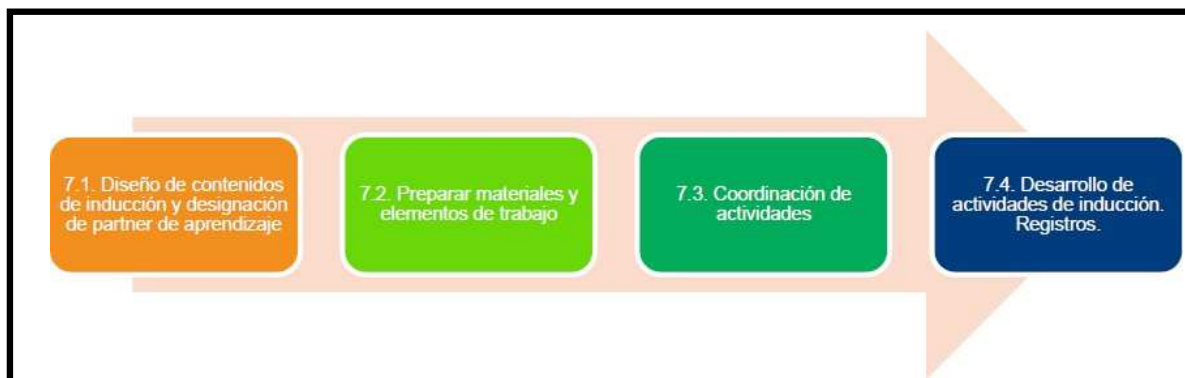 7.1. Diseño de contenidos
de inducción y designación
de partner de aprendizaje
7.2. Preparar materiales y
elementos de trabajo
7.3. Coordinación de
actividades
7.4. Desarrollo de
actividades de inducción.
Registros.